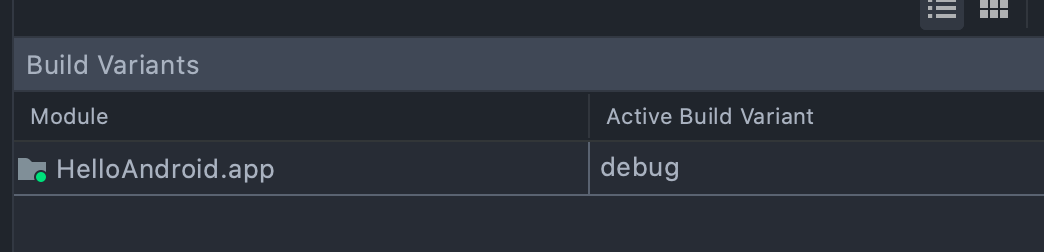 Build Variants
Module Active Build Variant
HelloAndroid.app debug